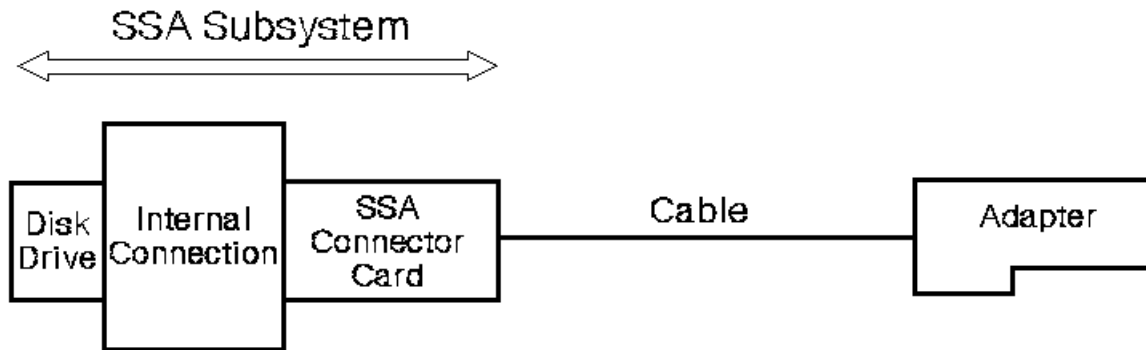 SSA Subsystem
Disk
Drive
Internal
Connection
SSA
Connector
Card
Cable
Adapter